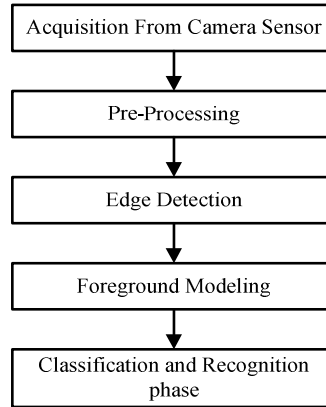 Acquisition From Camera Sensor
Pre-Processing
Edge Detection
Foreground Modeling
Classification and Recognition
phase